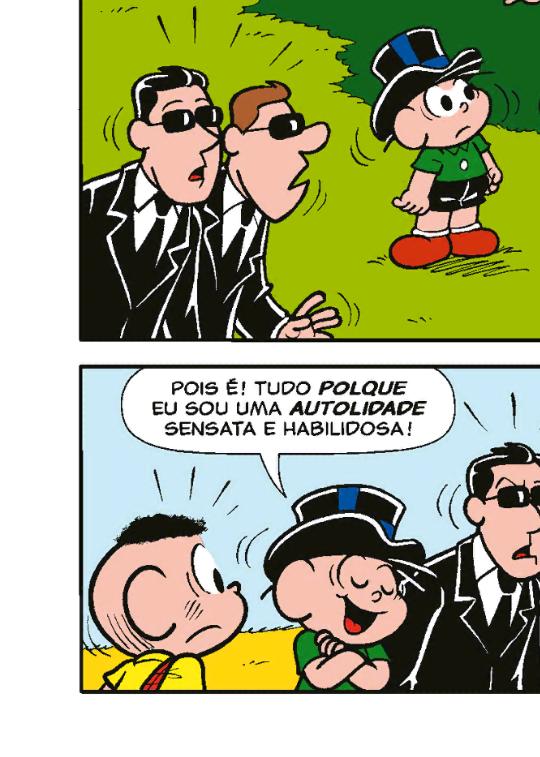 POIS É! TUDO POLQUE
EU SOU UMA AUTOLIDADE
SENSATA E HABILIDOSA!